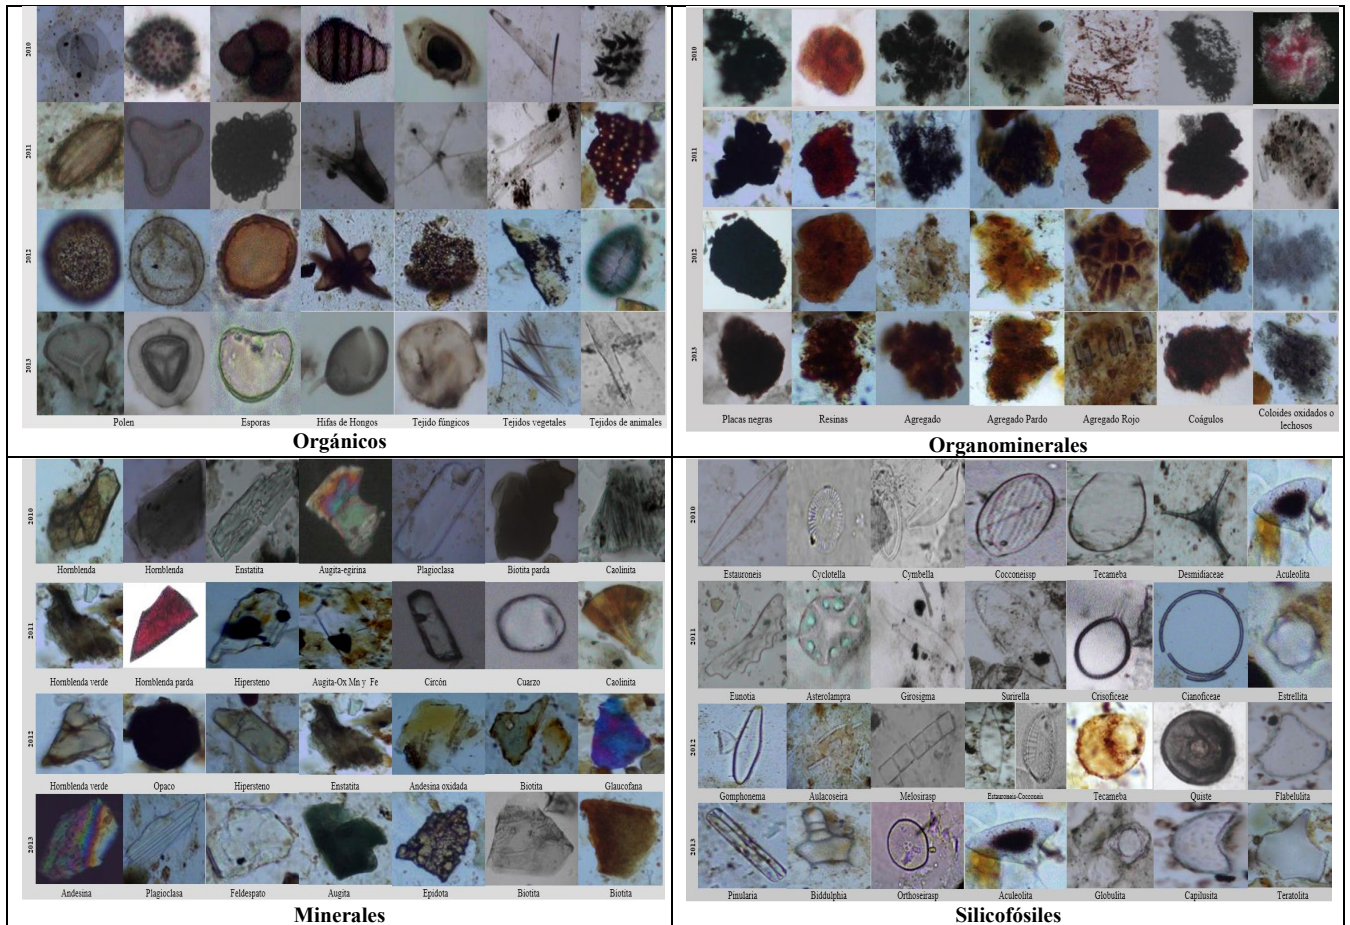 2010
2011
2012
2013
Polen Esporas Hifas de Hongos Tejido fúngicos Tejidos vegetales Tejidos de animales
Orgánicos
2010
2011
2012
2013
Placas negras Resinas Agregado Agregado Pardo Agregado Rojo Coágulos Coloides oxidados o
lechosos
Organominerales
2010
Hornblenda Hornblenda Enstatita Augita-egirina Plagioclasa Biotita parda Caolinita
2011
Hornblenda verde Hornblenda parda Hipersteno Augita-Ox Mn y Fe Circón Cuarzo Caolinita
2012
Hornblenda verde Opaco Hipersteno Enstatita Andesina oxidada Biotita Glaucofana
2013
Andesina Plagioclasa Feldespato Augita Epidota Biotita Biotita
Minerales
2010
Estauroneis Cyclotella Cymbella Cocconeissp Tecameba Desmidiaceae Aculeolita
2011
Eunotia Asterolampra Girosigma Surirella Crisoficeae Cianoficeae Estrellita
2012
Gomphonema Aulacoseira Melosirasp Estauroneis-Cocconeis Tecameba Quiste Flabelulita
2013
Pinularia Biddulphia Orthoseirasp Aculeolita Globulita Capilusita Teratolita
Silicofósiles